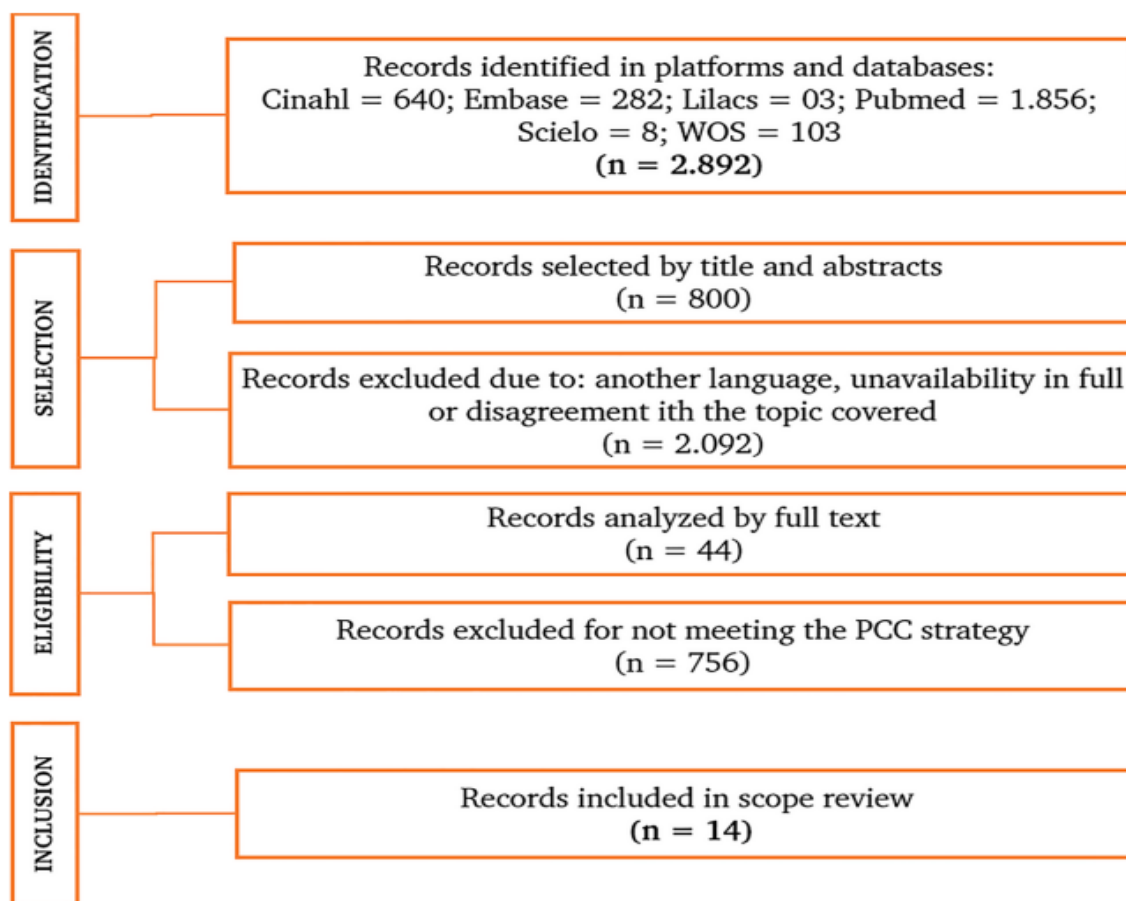 IDENTIFICATION
Records identified in platforms and databases:
Cinahl = 640; Embase = 282; Lilacs = 03; Pubmed = 1.856;
Scielo = 8; WOS = 103
(n = 2.892)
SELECTION
Records selected by title and abstracts
(n = 800)
Records excluded due to: another language, unavailability in full
or disagreement ith the topic covered
(n = 2.092)
ELIGIBILITY
Records analyzed by full text
(n = 44)
Records excluded for not meeting the PCC strategy
(n = 756)
INCLUSION
Records included in scope review
(n = 14)